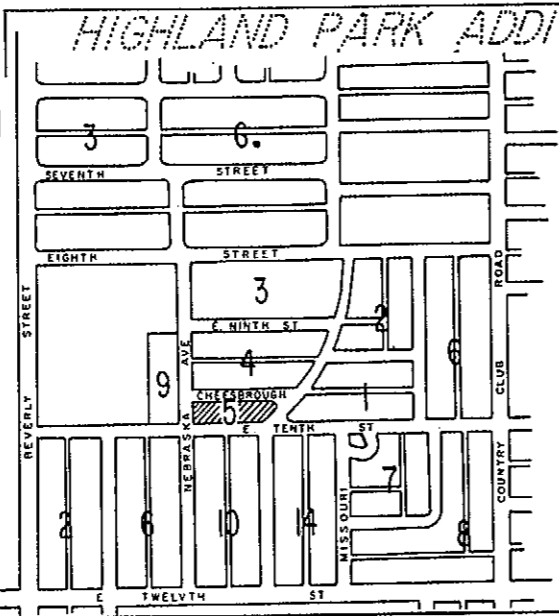 HIGHLAND PARK ADDI
3
6.
SEVENTH STREET
EIGHTH STREET
BEVERLY STREET
3
2
6
ROAD
E. NINTH ST
AVE
4
9
CHEESBROUGH
5
1
CLUB
E. TENTH ST
NEBRASKA
2
6
10
14
MISSOURI
7
8
COUNTRY
E TWELVTH ST